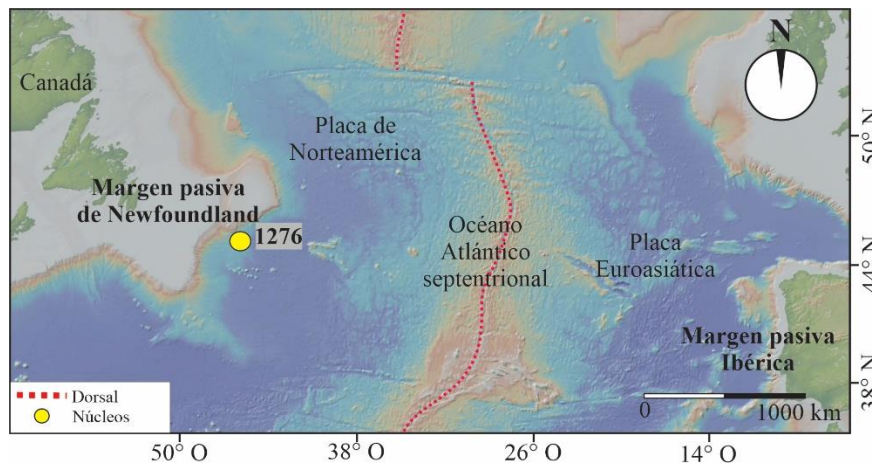 Canadá
N
Placa de
Norteamérica
50° N
Margen pasiva
de Newfoundland
1276
Océano
Atlántico
septentrional
Placa
Euroasiática
44° N
Margen pasiva
Ibérica
Dorsal
Núcleos
0
1000 km
38° N
50° O
38° O
26° O
14° O